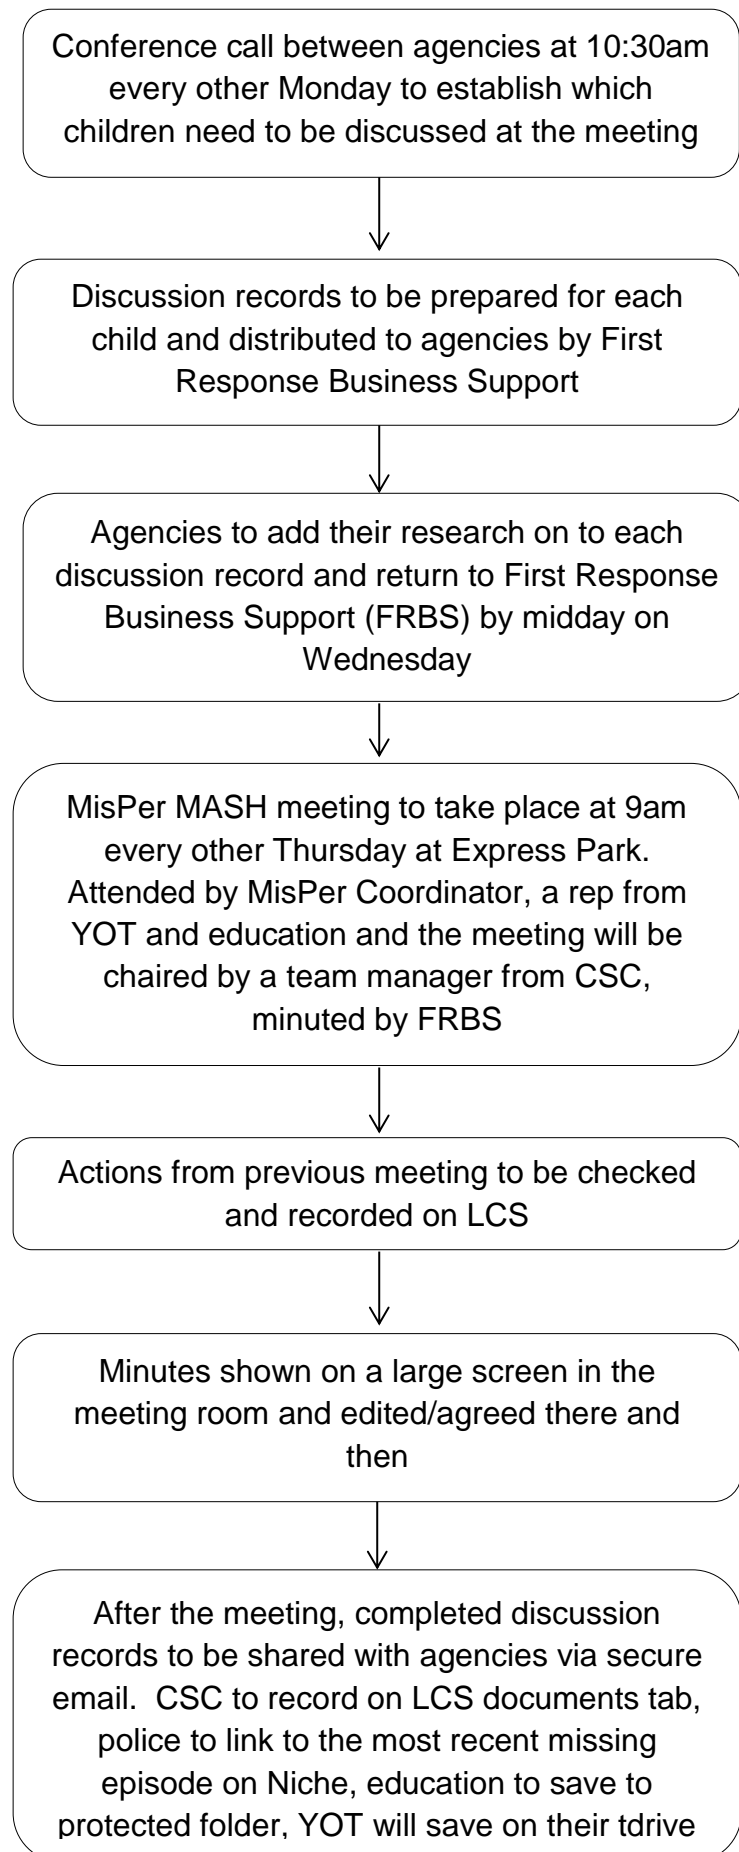 Conference call between agencies at 10:30am
every other Monday to establish which
children need to be discussed at the meeting
Discussion records to be prepared for each
child and distributed to agencies by First
Response Business Support
Agencies to add their research on to each
discussion record and return to First Response
Business Support (FRBS) by midday on
Wednesday
MisPer MASH meeting to take place at 9am
every other Thursday at Express Park.
Attended by MisPer Coordinator, a rep from
YOT and education and the meeting will be
chaired by a team manager from CSC,
minuted by FRBS
Actions from previous meeting to be checked
and recorded on LCS
Minutes shown on a large screen in the
meeting room and edited/agreed there and
then
After the meeting, completed discussion
records to be shared with agencies via secure
email.  CSC to record on LCS documents tab,
police to link to the most recent missing
episode on Niche, education to save to
protected folder, YOT will save on their tdrive